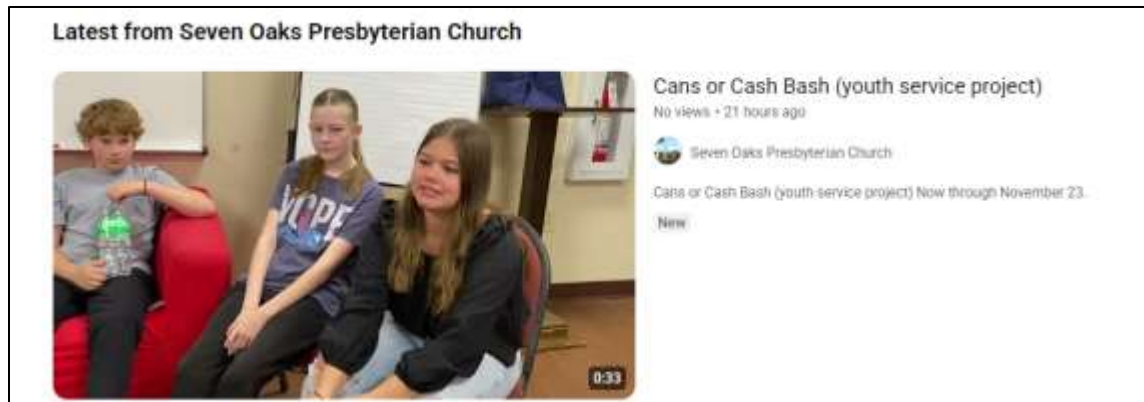 Latest from Seven Oaks Presbyterian Church
Cans or Cash Bash (youth service project)
No views • 21 hours ago
Seven Oaks Presbyterian Church
Cans or Cash Bash (youth service project) Now through November 23.
New
0:33